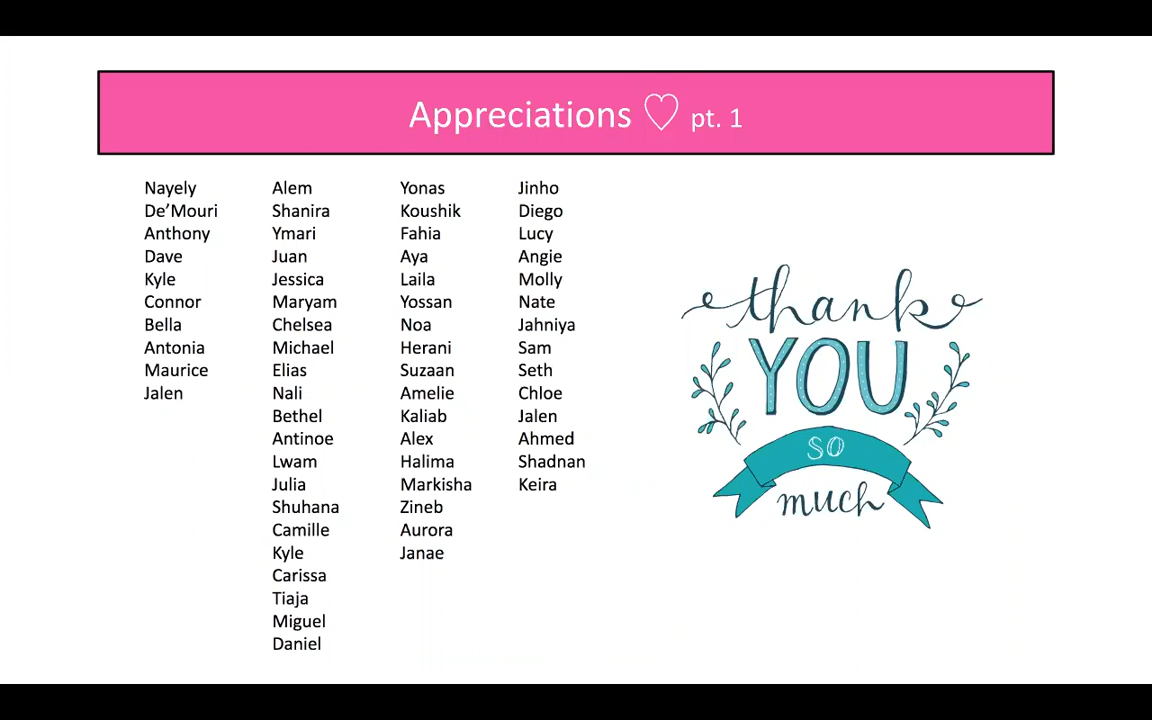 Appreciations ♡ pt. 1
Nayely
De’Mouri
Anthony
Dave
Kyle
Connor
Bella
Antonia
Maurice
Jalen
Alem
Shanira
Ymari
Juan
Jessica
Maryam
Chelsea
Michael
Elias
Nali
Bethel
Antinoe
Lwam
Julia
Shuhana
Camille
Kyle
Carissa
Tiaja
Miguel
Daniel
Yonas
Koushik
Fahia
Aya
Laila
Yossan
Noa
Herani
Suzaan
Amelie
Kaliab
Alex
Halima
Markisha
Zineb
Aurora
Janae
Jinho
Diego
Lucy
Angie
Molly
Nate
Jahniya
Sam
Seth
Chloe
Jalen
Ahmed
Shadnan
Keira
thank
YOU
SO
much